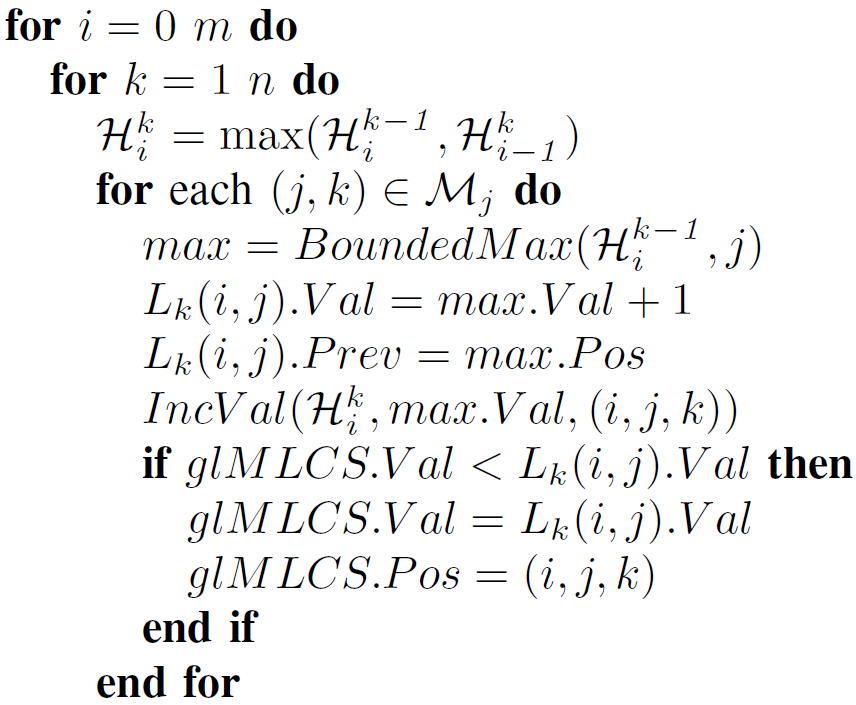 for i = 0 m do
for k = 1 n do
ℋ_i^k = max(ℋ_i^{k−1}, ℋ_{i−1}^k)
for each (j, k) ∈ ℳ_j do
max = BoundedMax(ℋ_i^{k−1}, j)
L_k(i, j).Val = max.Val + 1
L_k(i, j).Prev = max.Pos
IncVal(ℋ_i^k, max.Val, (i, j, k))
if glMLCS.Val < L_k(i, j).Val then
glMLCS.Val = L_k(i, j).Val
glMLCS.Pos = (i, j, k)
end if
end for